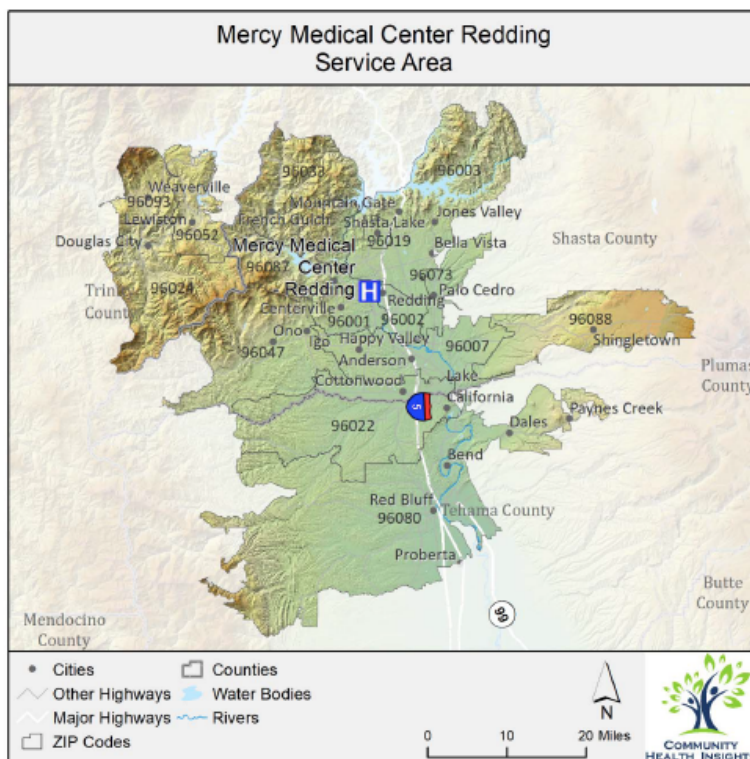 Mercy Medical Center Redding
Service Area
96033
96003
Weaverville
96093
Lewiston
96052
French Gulch
Mountain Gate
Shasta Lake
Jones Valley
Douglas City
96019
Bella Vista
Shasta County
Mercy Medical
Center
Redding
H
96087
96073
96024
Trinity
County
Redding
Palo Cedro
Centerville
96001
96002
96088
Ono
Igo
Happy Valley
96007
Shingletown
96047
Anderson
Plumas
County
Cottonwood
Lake
California
5
Paynes Creek
96022
Dales
Bend
Red Bluff
96080
Tehama County
Proberta
Butte
County
Mendocino
County
99
Cities
Counties
Other Highways
Water Bodies
Major Highways
Rivers
ZIP Codes
N
0 10 20 Miles
COMMUNITY
HEALTH INSIGHTS